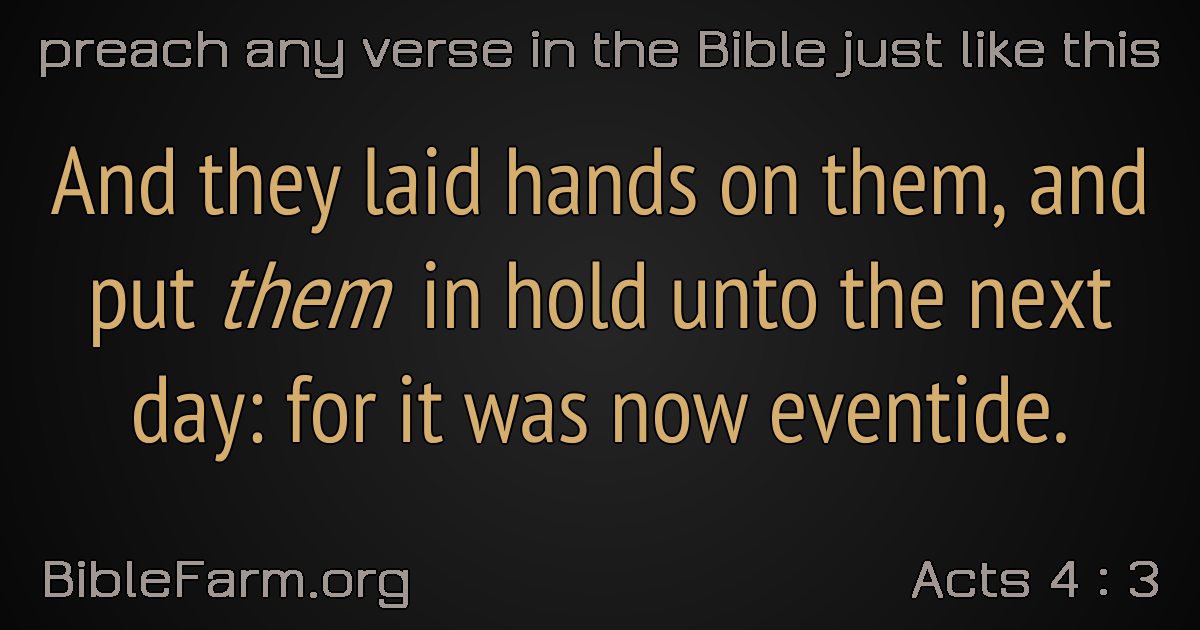 preach any verse in the Bible just like this
And they laid hands on them, and
put them in hold unto the next
day: for it was now eventide.
BibleFarm.org
Acts 4 : 3